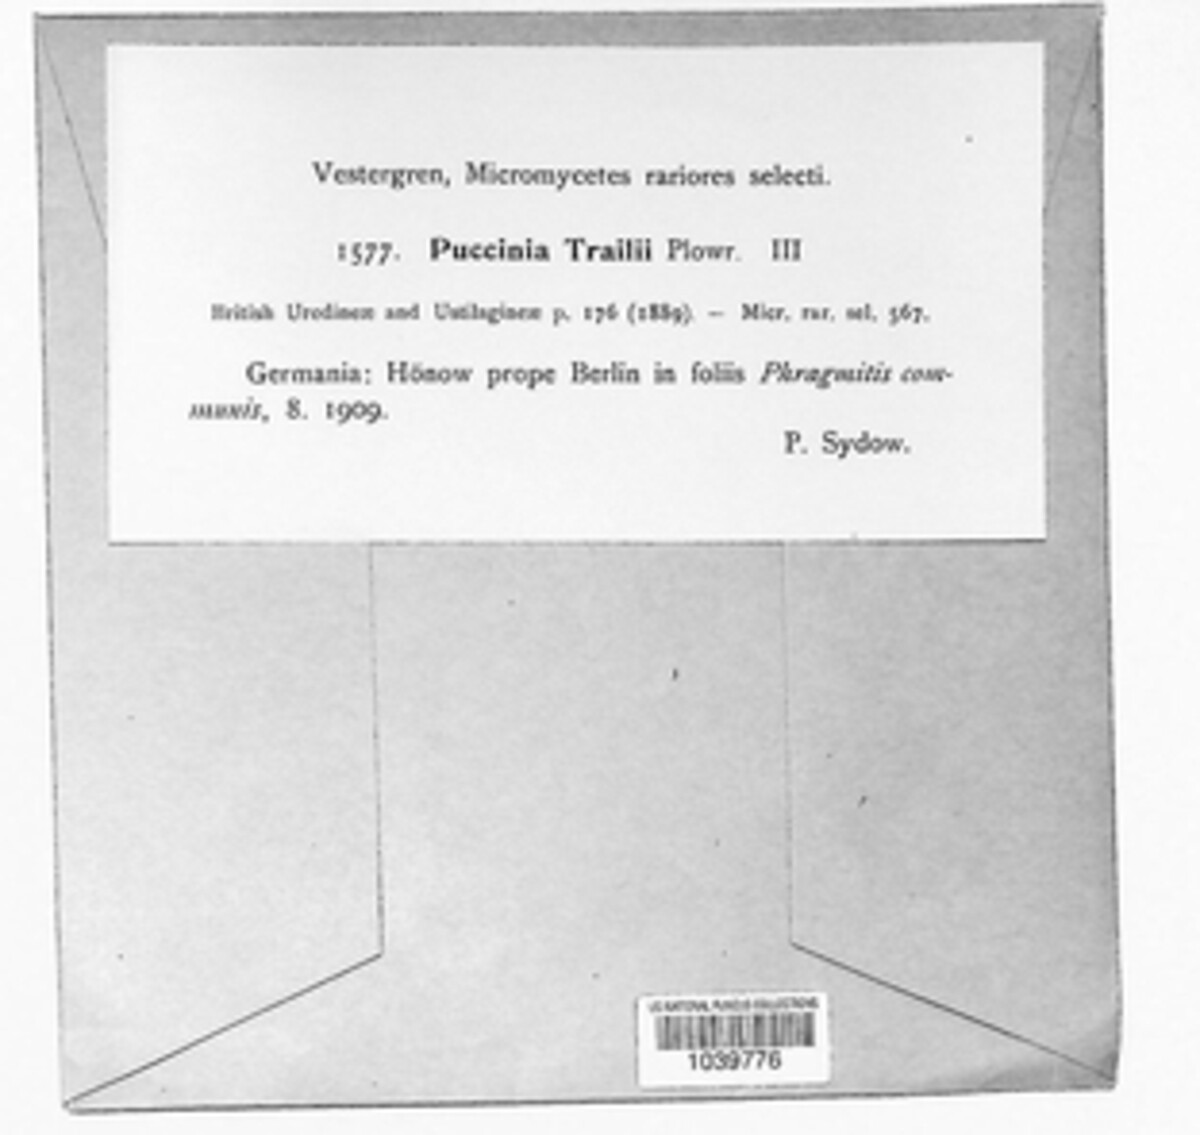 Vestergren, Micromycetes rariores selecti.
1577. Puccinia Trailii Plowr. III
British Uredineæ and Ustilagineæ p. 176 (1889). — Micr. rar. sel. 567.
Germania: Hönow prope Berlin in foliis Phragmitis com-
munis, 8. 1909.
P. Sydow.
US NATIONAL FUNGUS COLLECTIONS
1039776